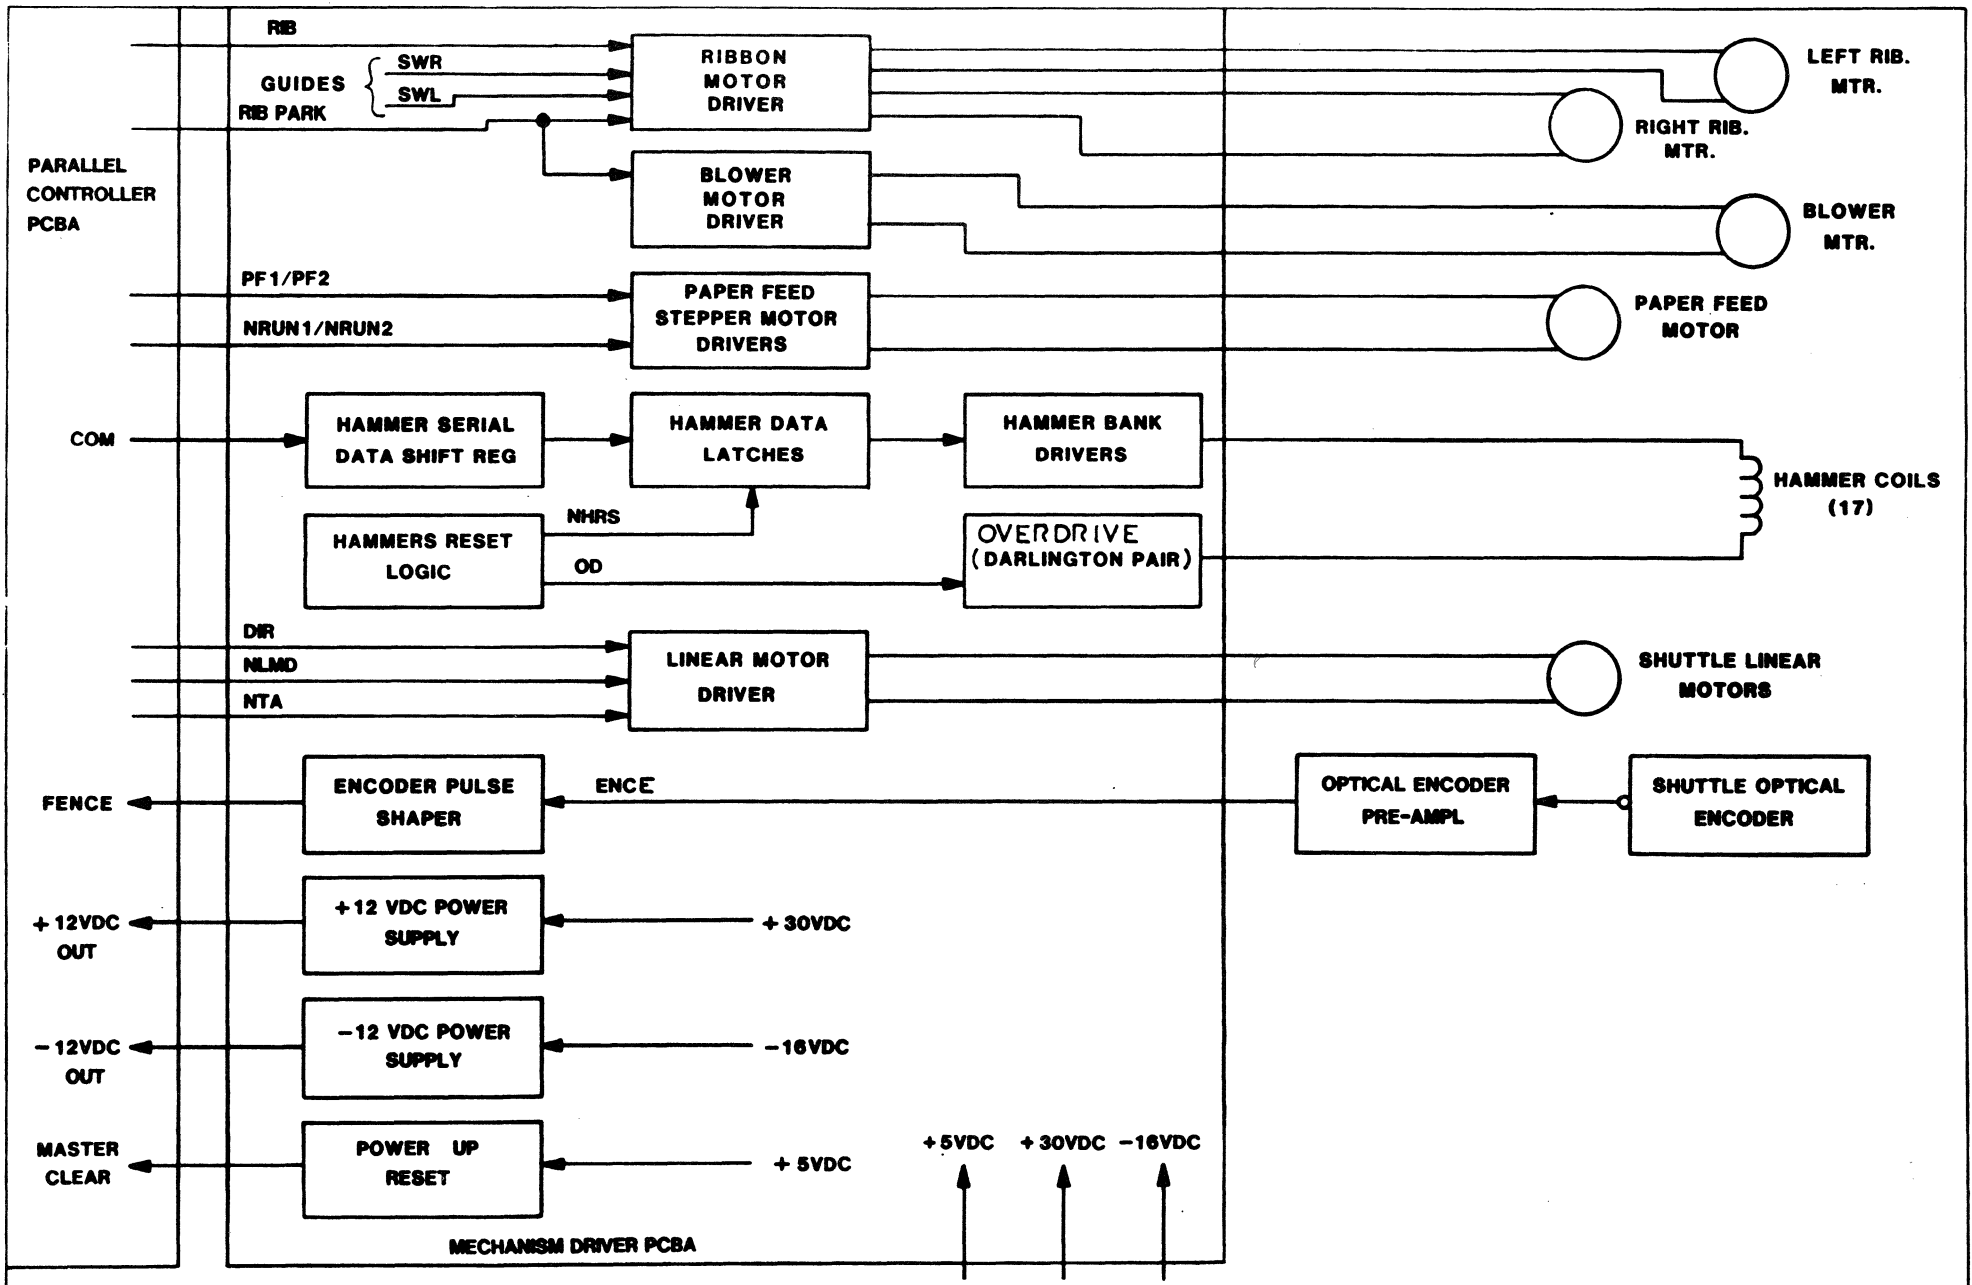 RIB
SWR
GUIDES
SWL
RIB PARK
RIBBON
MOTOR
DRIVER
LEFT RIB.
MTR.
RIGHT RIB.
MTR.
PARALLEL
CONTROLLER
PCBA
BLOWER
MOTOR
DRIVER
BLOWER
MTR.
PF1/PF2
NRUN1/NRUN2
PAPER FEED
STEPPER MOTOR
DRIVERS
PAPER FEED
MOTOR
COM
HAMMER SERIAL
DATA SHIFT REG
HAMMER DATA
LATCHES
HAMMER BANK
DRIVERS
HAMMER COILS
(17)
HAMMERS RESET
LOGIC
NHRS
OD
OVERDRIVE
(DARLINGTON PAIR)
DIR
NLMD
NTA
LINEAR MOTOR
DRIVER
SHUTTLE LINEAR
MOTORS
FENCE
ENCODER PULSE
SHAPER
ENCE
OPTICAL ENCODER
PRE-AMPL
SHUTTLE OPTICAL
ENCODER
+12VDC
OUT
+12 VDC POWER
SUPPLY
+30VDC
-12VDC
OUT
-12 VDC POWER
SUPPLY
-16VDC
MASTER
CLEAR
POWER UP
RESET
+5VDC
+5VDC +30VDC -16VDC
MECHANISM DRIVER PCBA